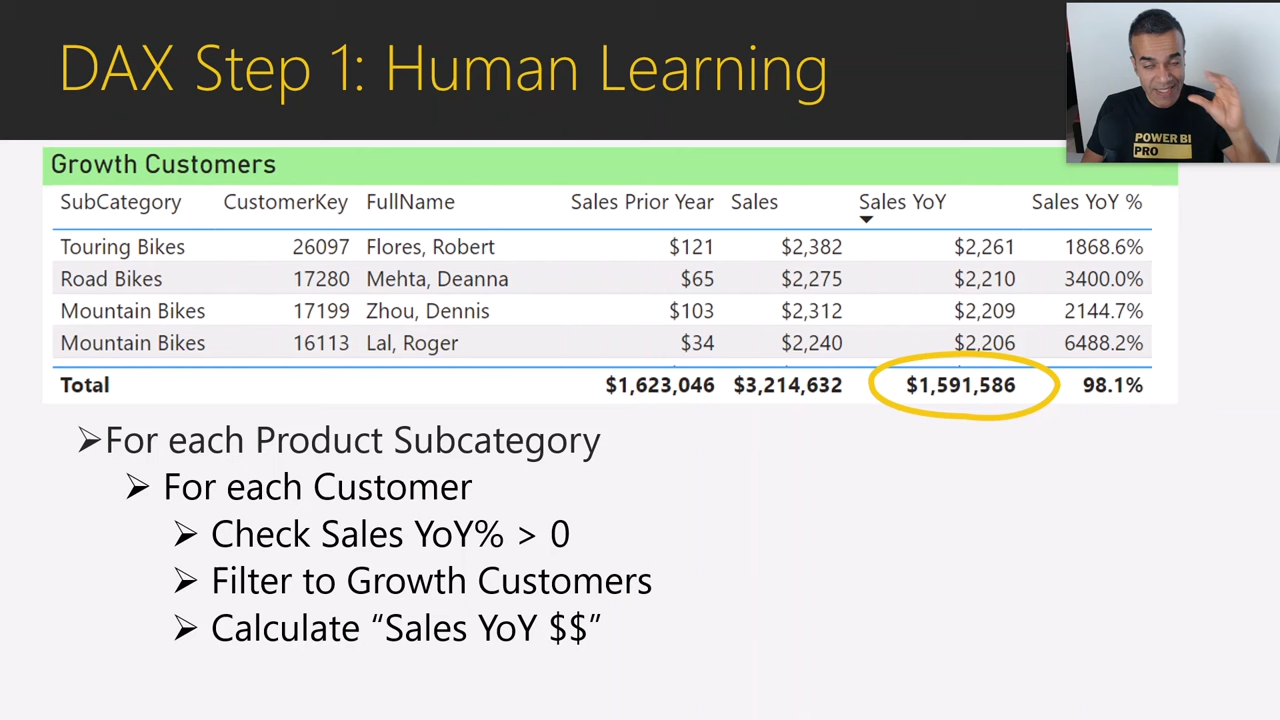 DAX Step 1: Human Learning
POWER BI
PRO
Growth Customers
SubCategory CustomerKey FullName Sales Prior Year Sales Sales YoY Sales YoY %
Touring Bikes 26097 Flores, Robert $121 $2,382 $2,261 1868.6%
Road Bikes 17280 Mehta, Deanna $65 $2,275 $2,210 3400.0%
Mountain Bikes 17199 Zhou, Dennis $103 $2,312 $2,209 2144.7%
Mountain Bikes 16113 Lal, Roger $34 $2,240 $2,206 6488.2%
Total $1,623,046 $3,214,632 $1,591,586 98.1%
For each Product Subcategory
For each Customer
Check Sales YoY% > 0
Filter to Growth Customers
Calculate “Sales YoY $$”